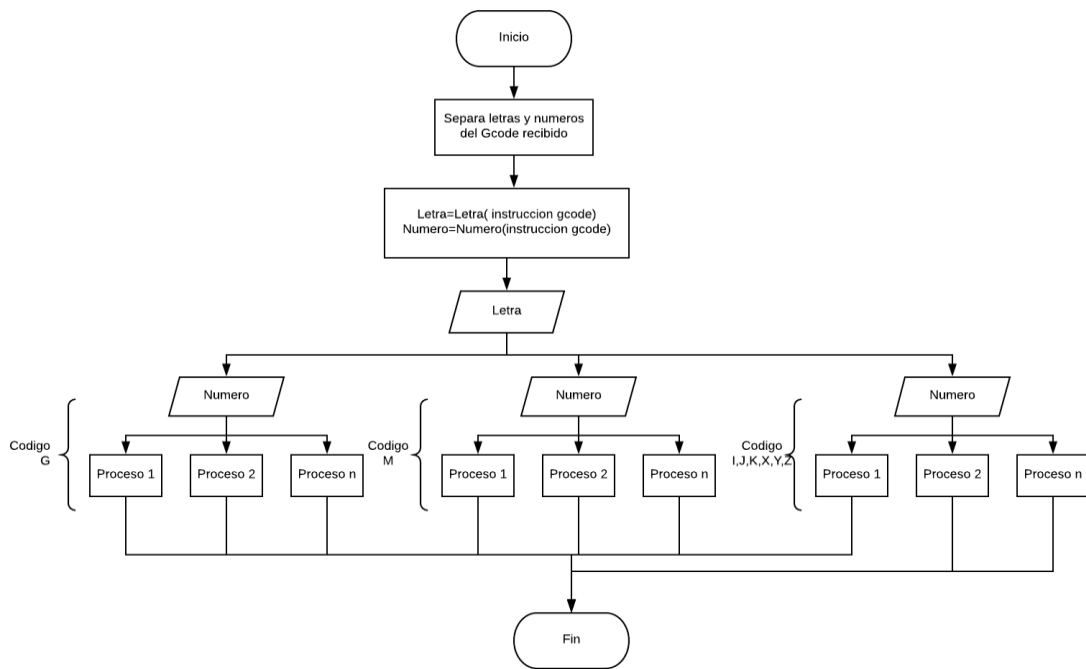 Inicio
Separa letras y numeros
del Gcode recibido
Letra=Letra( instruccion gcode)
Numero=Numero(instruccion gcode)
Letra
Numero
Numero
Numero
Codigo
G
Proceso 1
Proceso 2
Proceso n
Codigo
M
Proceso 1
Proceso 2
Proceso n
Codigo
I,J,K,X,Y,Z
Proceso 1
Proceso 2
Proceso n
Fin